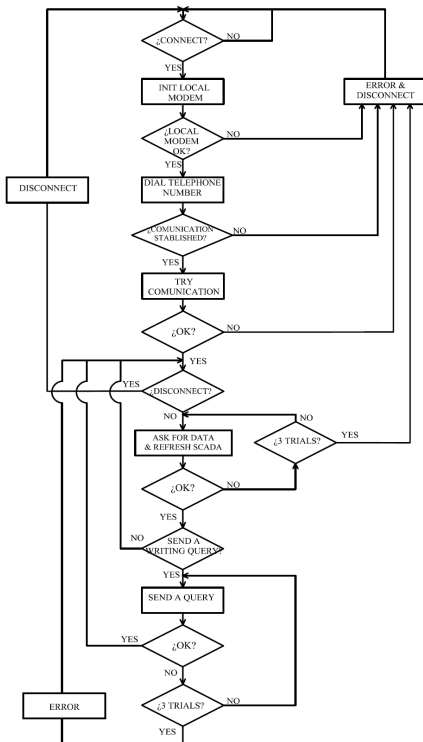 ¿CONNECT?
NO
YES
INIT LOCAL
MODEM
ERROR &
DISCONNECT
¿LOCAL
MODEM
OK?
NO
YES
DISCONNECT
DIAL TELEPHONE
NUMBER
¿COMUNICATION
STABLISHED?
NO
YES
TRY
COMUNICATION
¿OK?
NO
YES
YES
¿DISCONNECT?
NO
NO
ASK FOR DATA
& REFRESH SCADA
¿3 TRIALS?
YES
¿OK?
NO
YES
NO
SEND A
WRITING QUERY?
YES
SEND A QUERY
YES
¿OK?
NO
ERROR
¿3 TRIALS?
NO
YES